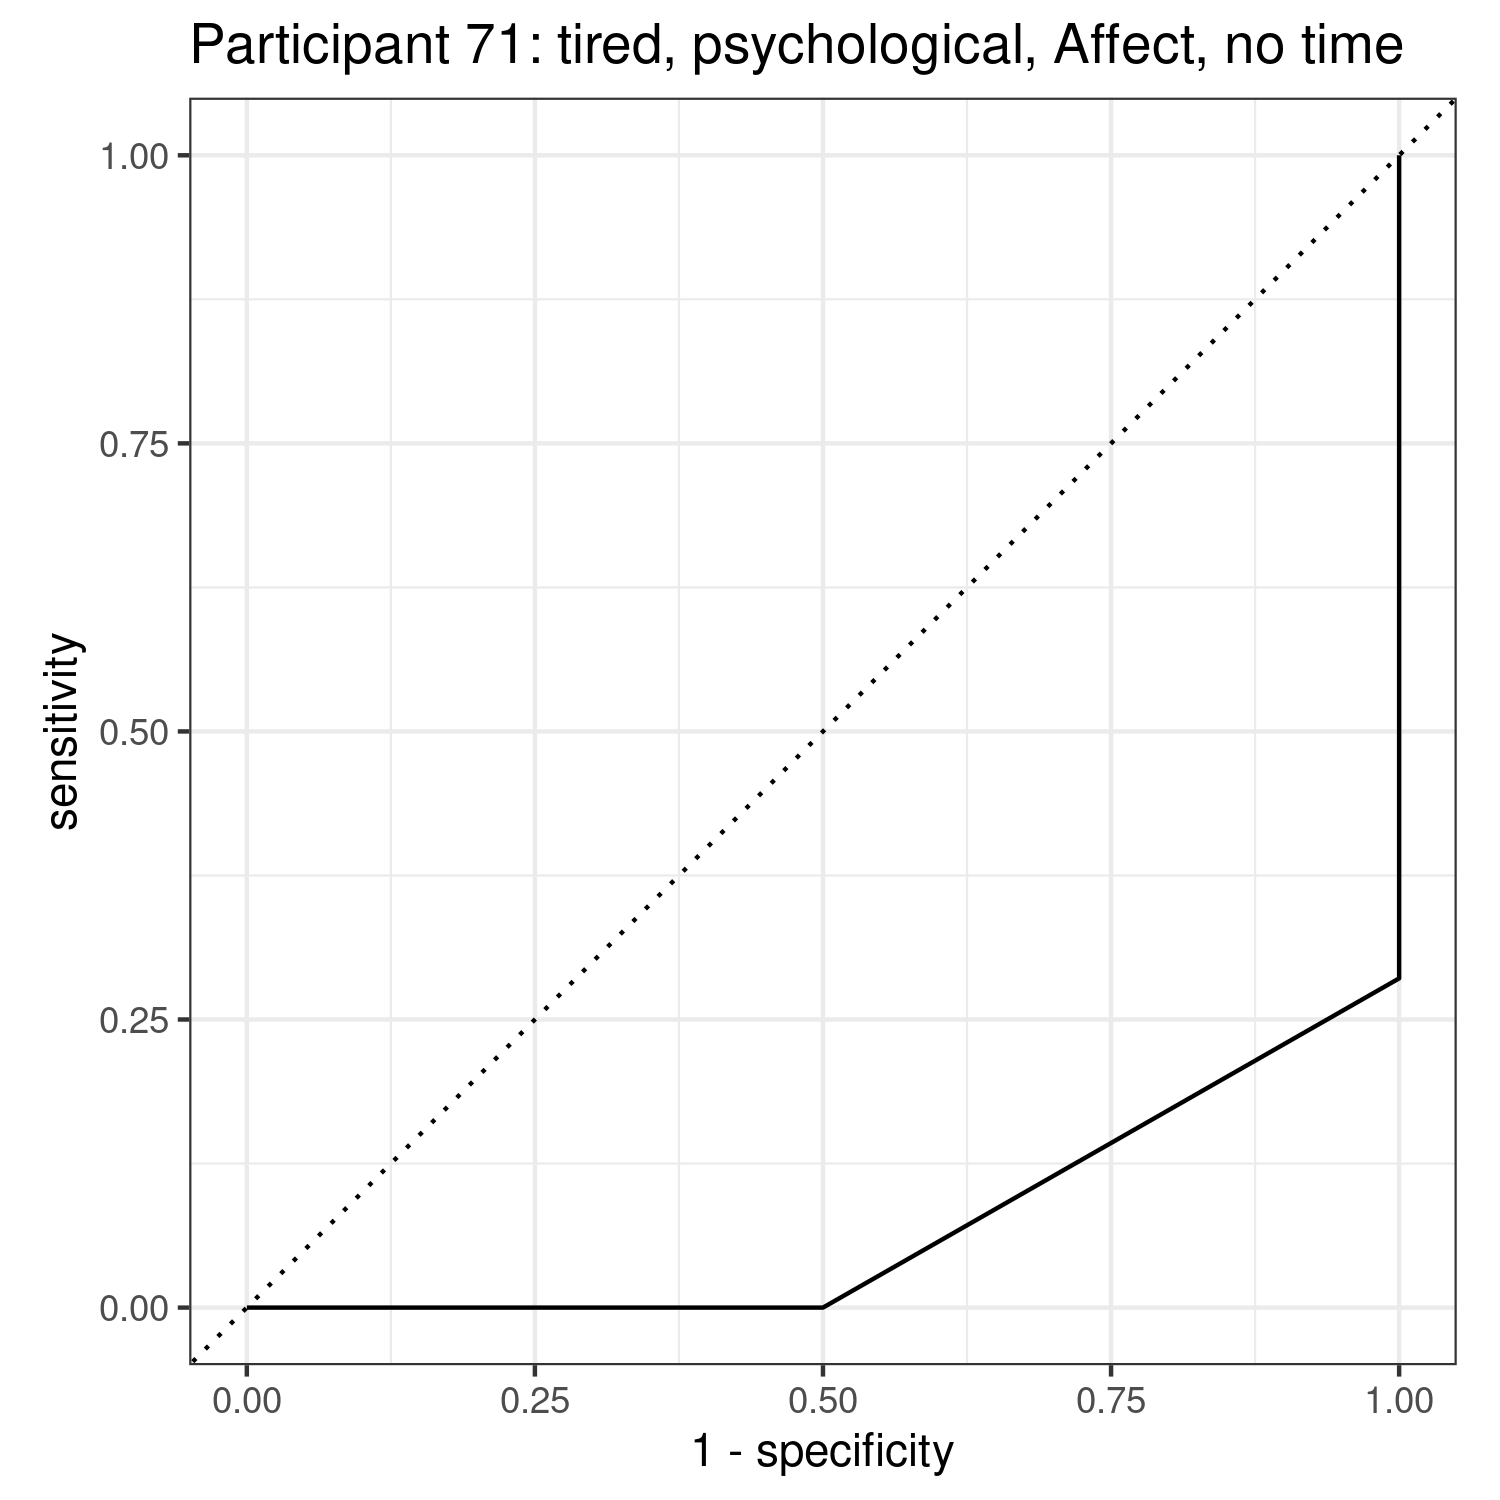 Participant 71: tired, psychological, Affect, no time
1.00
0.75
0.50
0.25
0.00
sensitivity
0.00 0.25 0.50 0.75 1.00
1 - specificity